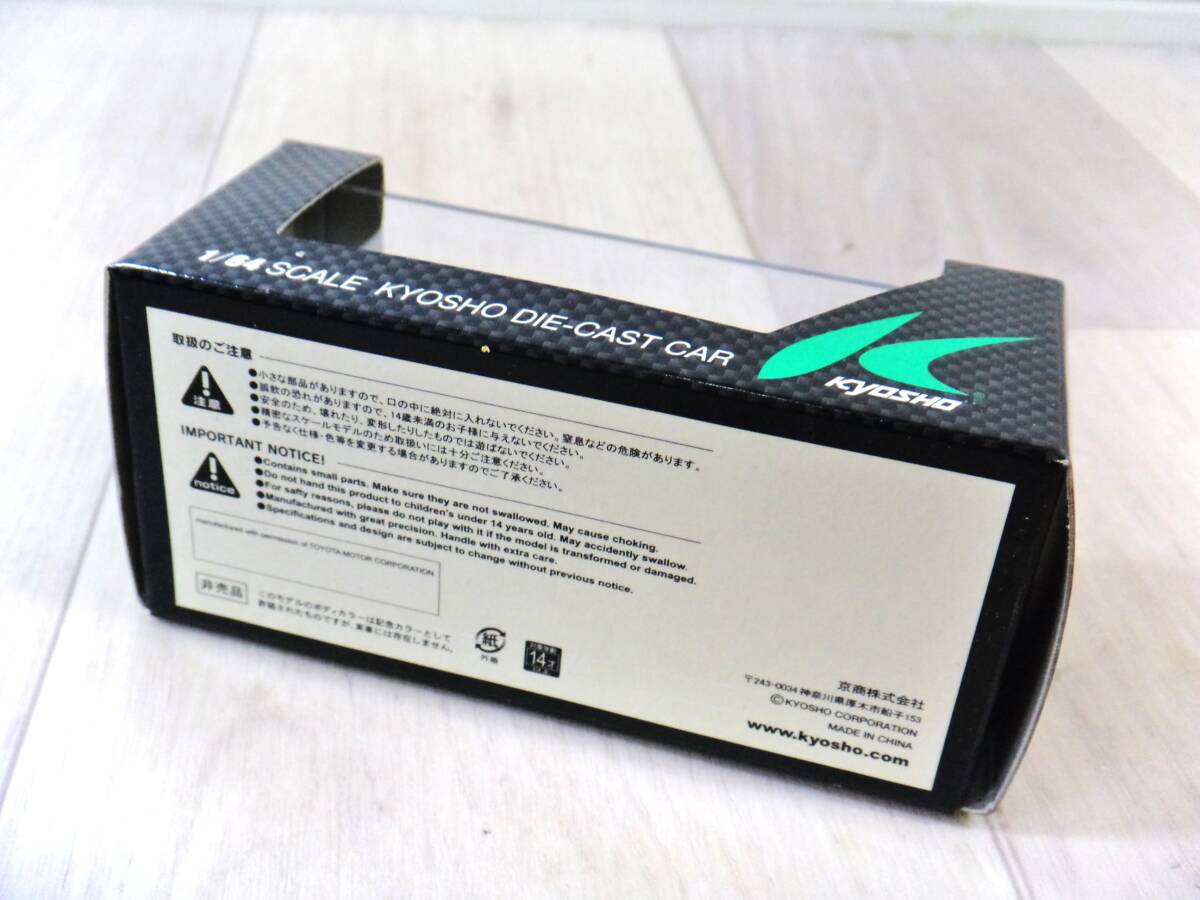 1/64 SCALE KYOSHO DIE-CAST CAR
KYOSHO®
取扱のご注意
注意
●小さな部品がありますので、口の中に絶対に入れないでください。窒息などの危険があります。
●誤飲の恐れがありますので、14歳未満のお子様に与えないでください。
●安全のため、壊れたり、変形したりしたものでは遊ばないでください。
●精密なスケールモデルのため取扱いには十分ご注意ください。
●予告なく仕様・色等を変更する場合がありますのでご了承ください。
IMPORTANT NOTICE!
notice
●Contains small parts. Make sure they are not swallowed. May cause choking.
●Do not hand this product to children's under 14 years old. May accidently swallow.
●For safty reasons, please do not play with it if the model is transformed or damaged.
●Manufactured with great precision. Handle with extra care.
●Specifications and design are subject to change without previous notice.
manufactured with permission of TOYOTA MOTOR CORPORATION
非売品
このモデルのボディカラーは記念カラーとして
許諾されたものですが、実車には存在しません。
紙
外箱
対象年齢
14才
以上
京商株式会社
〒243-0034 神奈川県厚木市船子153
©KYOSHO CORPORATION
MADE IN CHINA
www.kyosho.com